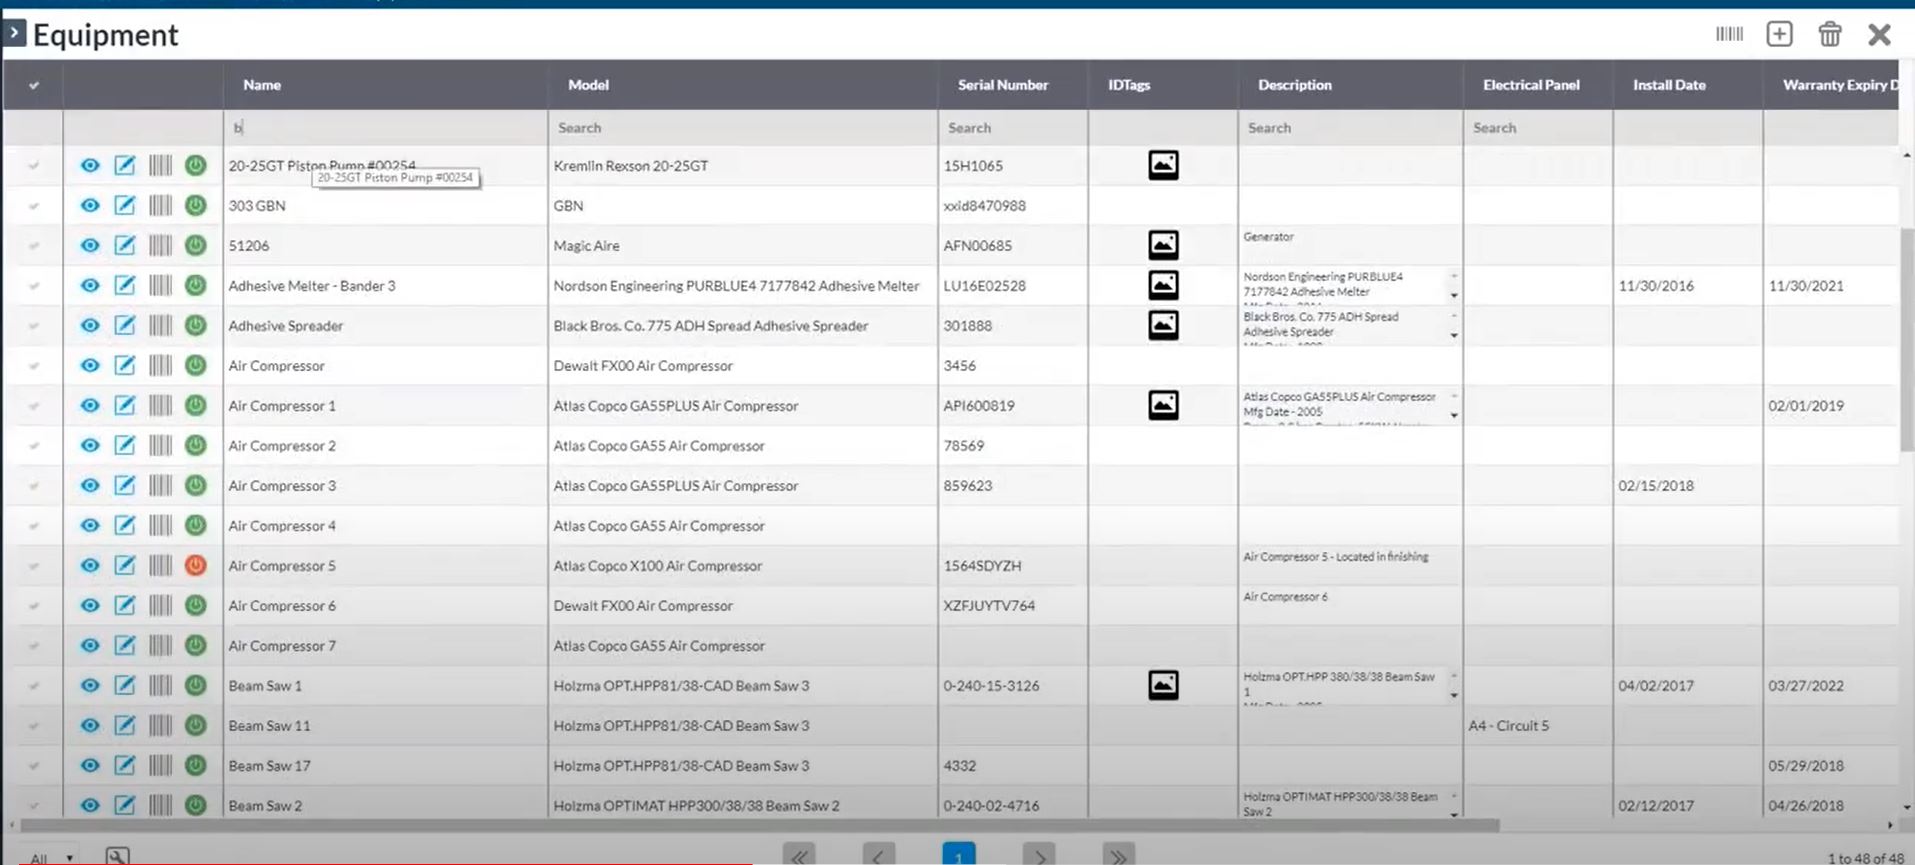 Equipment
Name Model Serial Number IDTags Description Electrical Panel Install Date Warranty Expiry D
b Search Search Search Search
20-25GT Piston Pump #00254 Kremlin Rexson 20-25GT 15H1065
20-25GT Piston Pump #00254
303 GBN GBN xxid8470988
51206 Magic Aire AFN00685 Generator
Adhesive Melter - Bander 3 Nordson Engineering PURBLUE4 7177842 Adhesive Melter LU16E02528 Nordson Engineering PURBLUE4 11/30/2016 11/30/2021
7177842 Adhesive Melter
Adhesive Spreader Black Bros. Co. 775 ADH Spread Adhesive Spreader 301888 Black Bros. Co. 775 ADH Spread
Adhesive Spreader
Air Compressor Dewalt FX00 Air Compressor 3456
Air Compressor 1 Atlas Copco GA55PLUS Air Compressor API600819 Atlas Copco GA55PLUS Air Compressor 02/01/2019
Mfg Date - 2005
Air Compressor 2 Atlas Copco GA55 Air Compressor 78569
Air Compressor 3 Atlas Copco GA55PLUS Air Compressor 859623 02/15/2018
Air Compressor 4 Atlas Copco GA55 Air Compressor
Air Compressor 5 Atlas Copco X100 Air Compressor 1564SDYZH Air Compressor 5 - Located in finishing
Air Compressor 6 Dewalt FX00 Air Compressor XZFJUYTV764 Air Compressor 6
Air Compressor 7 Atlas Copco GA55 Air Compressor
Beam Saw 1 Holzma OPT.HPP81/38-CAD Beam Saw 3 0-240-15-3126 Holzma OPT.HPP 380/38/38 Beam Saw 04/02/2017 03/27/2022
1
Beam Saw 11 Holzma OPT.HPP81/38-CAD Beam Saw 3 A4 - Circuit 5
Beam Saw 17 Holzma OPT.HPP81/38-CAD Beam Saw 3 4332 05/29/2018
Beam Saw 2 Holzma OPTIMAT HPP300/38/38 Beam Saw 2 0-240-02-4716 Holzma OPTIMAT HPP300/38/38 Beam 02/12/2017 04/26/2018
Saw 2
All 1 1 to 48 of 48